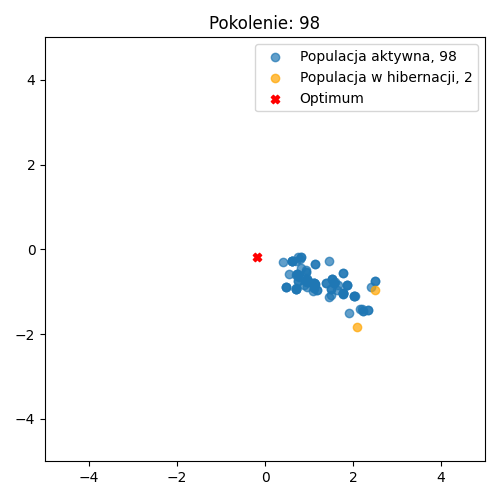 Pokolenie: 98
Populacja aktywna, 98
Populacja w hibernacji, 2
Optimum
4
2
0
−2
−4
−4 −2 0 2 4